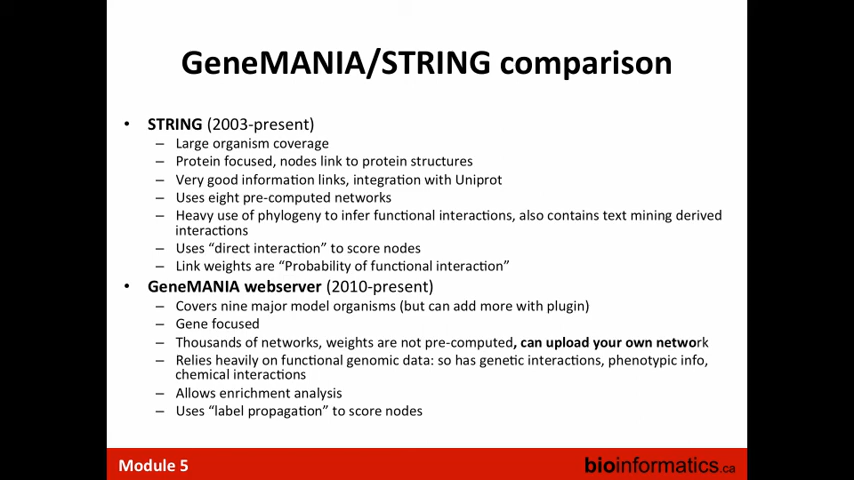 GeneMANIA/STRING comparison
• STRING (2003-present)
– Large organism coverage
– Protein focused, nodes link to protein structures
– Very good information links, integration with Uniprot
– Uses eight pre-computed networks
– Heavy use of phylogeny to infer functional interactions, also contains text mining derived
interactions
– Uses “direct interaction” to score nodes
– Link weights are “Probability of functional interaction”
• GeneMANIA webserver (2010-present)
– Covers nine major model organisms (but can add more with plugin)
– Gene focused
– Thousands of networks, weights are not pre-computed, can upload your own network
– Relies heavily on functional genomic data: so has genetic interactions, phenotypic info,
chemical interactions
– Allows enrichment analysis
– Uses “label propagation” to score nodes
Module 5
bioinformatics.ca